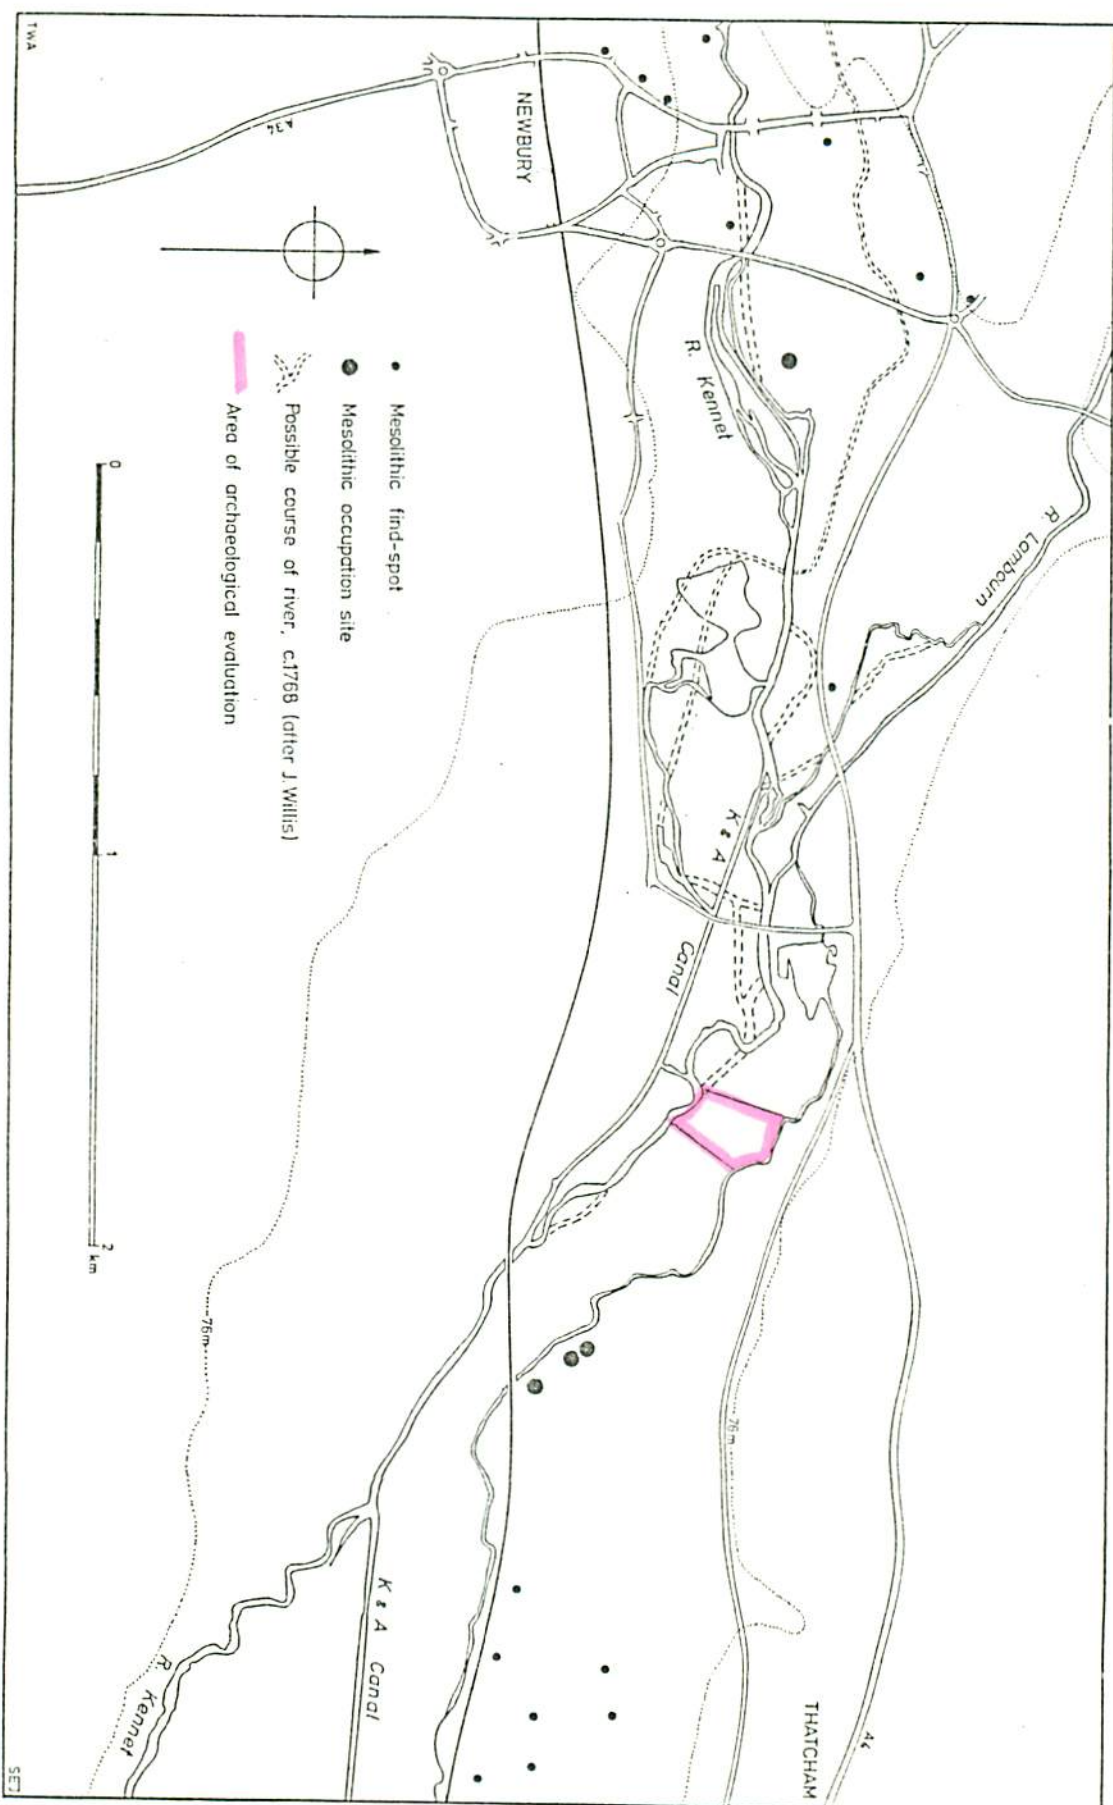 NEWBURY
THATCHAM
A34
A4
R. Lambourn
R. Kennet
K & A
Canal
K & A Canal
R. Kennet
76m
76m
Mesolithic find-spot
Mesolithic occupation site
Possible course of river, c.1768 (after J. Willis)
Area of archaeological evaluation
0
1
2
km
TWA